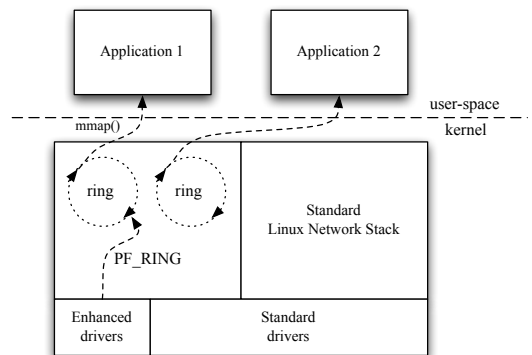 Application 1
Application 2
user-space
mmap()
kernel
ring
ring
Standard
Linux Network Stack
PF_RING
Enhanced
drivers
Standard
drivers